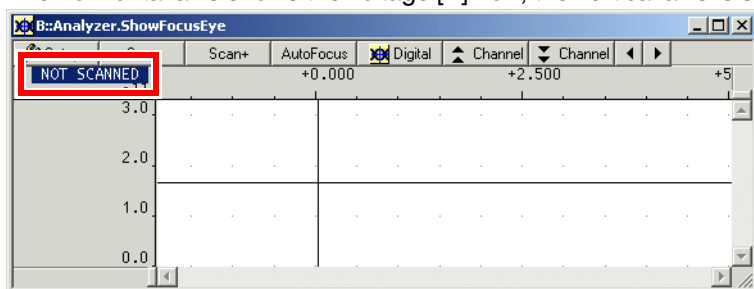 B::Analyzer.ShowFocusEye
Scan+ AutoFocus Digital Channel Channel
NOT SCANNED +0.000 +2.500 +5
3.0
2.0
1.0
0.0